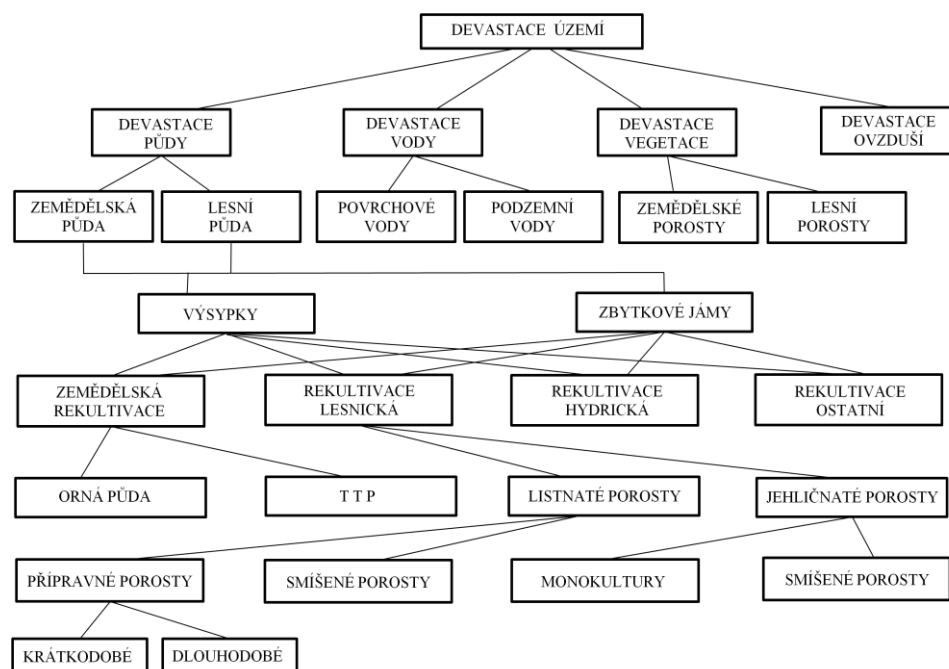 DEVASTACE ÚZEMÍ
DEVASTACE
PŮDY
DEVASTACE
VODY
DEVASTACE
VEGETACE
DEVASTACE
OVZDUŠÍ
ZEMĚDĚLSKÁ
PŮDA
LESNÍ
PŮDA
POVRCHOVÉ
VODY
PODZEMNÍ
VODY
ZEMĚDĚLSKÉ
POROSTY
LESNÍ
POROSTY
VÝSYPKY
ZBYTKOVÉ JÁMY
ZEMĚDĚLSKÁ
REKULTIVACE
REKULTIVACE
LESNICKÁ
REKULTIVACE
HYDRICKÁ
REKULTIVACE
OSTATNÍ
ORNÁ PŮDA
T T P
LISTNATÉ POROSTY
JEHLIČNATÉ POROSTY
PŘÍPRAVNÉ POROSTY
SMÍŠENÉ POROSTY
MONOKULTURY
SMÍŠENÉ POROSTY
KRÁTKODOBÉ
DLOUHODOBÉ